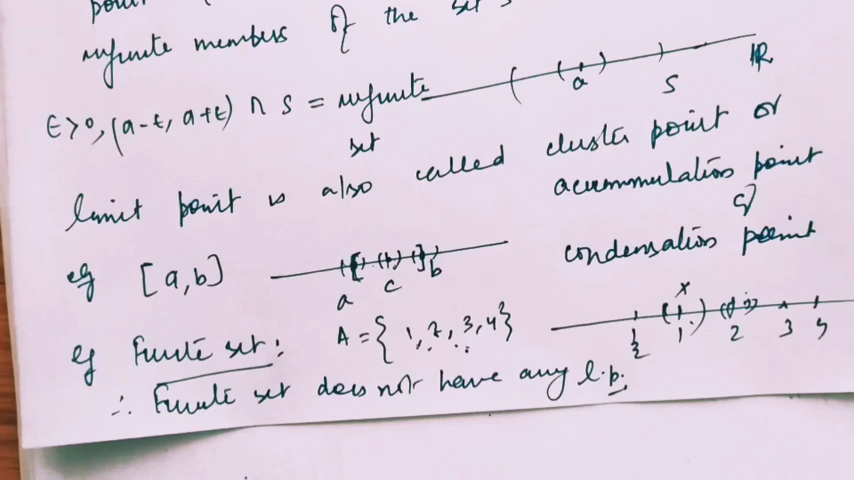 point
infinite members of the set S
ε>0, (a-ε, a+ε) ∩ S = infinite set
( ( a ) ) S ℝ
limit point is also called cluster point or
accummulation point or
condensation point
eg [a,b]
a c b
eg Finite set: A = {1, 2, 3, 4}
1/2 1 2 3 4
x
∴ Finite set does not have any l.p.